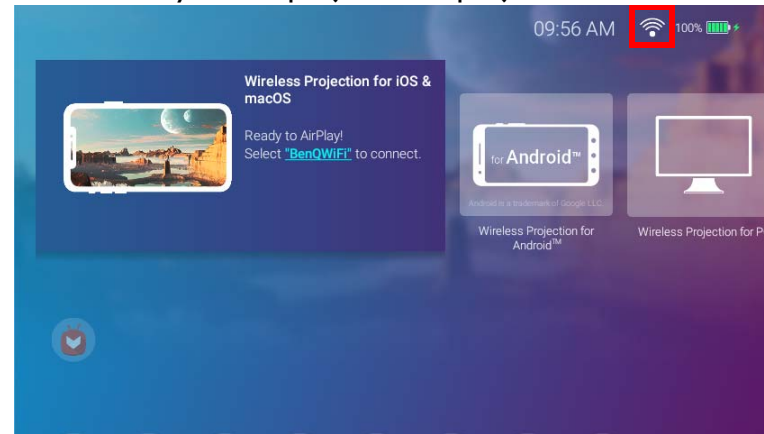 09:56 AM
100%
Wireless Projection for iOS &
macOS
Ready to AirPlay!
Select "BenQWiFi" to connect.
for Android™
Android is a trademark of Google LLC.
Wireless Projection for
Android™
Wireless Projection for P